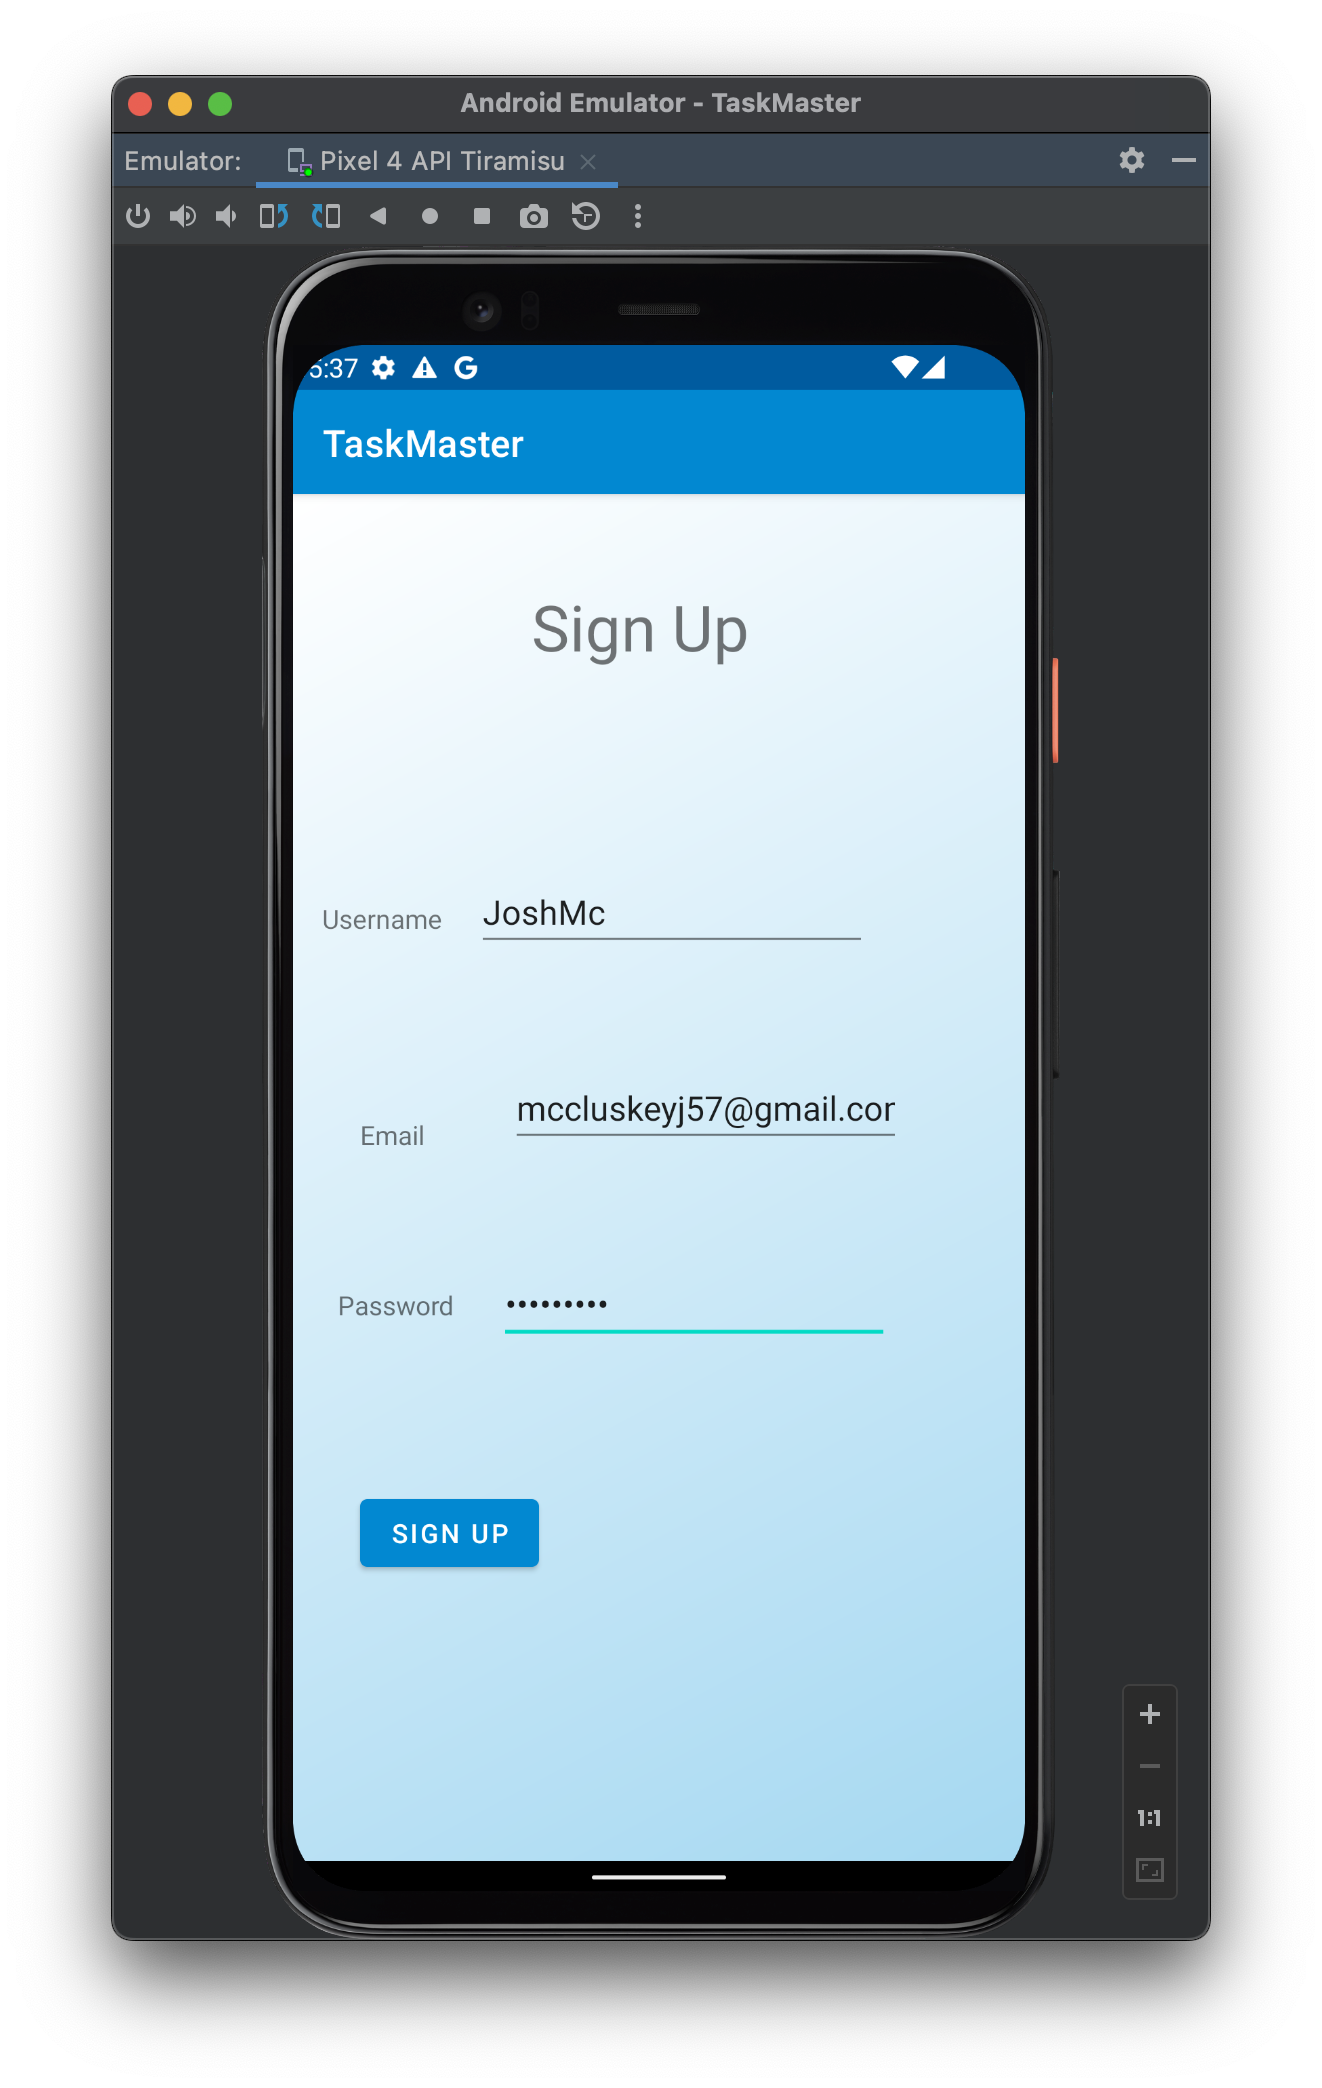 Android Emulator - TaskMaster
Emulator: Pixel 4 API Tiramisu
5:37
TaskMaster
Sign Up
Username JoshMc
Email mccluskeyj57@gmail.com
Password •••••••••
SIGN UP
1:1